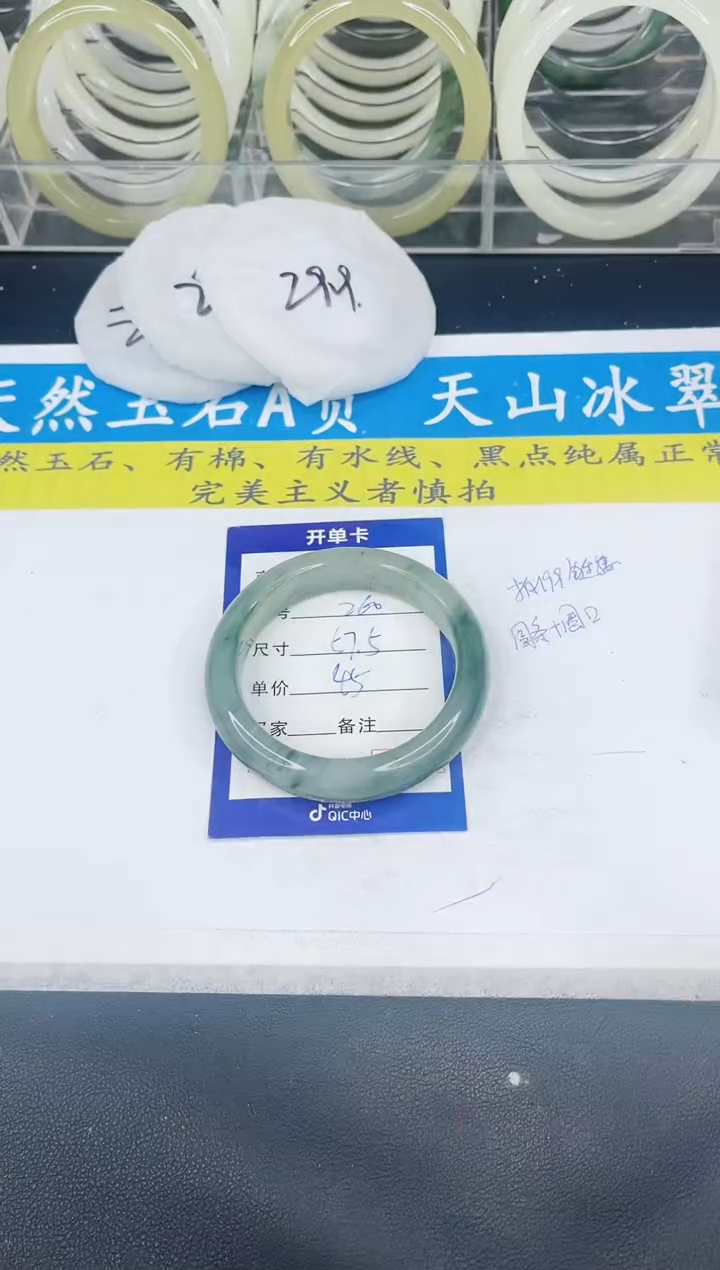 299.
天然玉石A货 天山冰翠
然玉石、有棉、有水线、黑点纯属正常
完美主义者慎拍
开单卡
号 260
尺寸 57.5
单价 45
家 备注
QIC中心